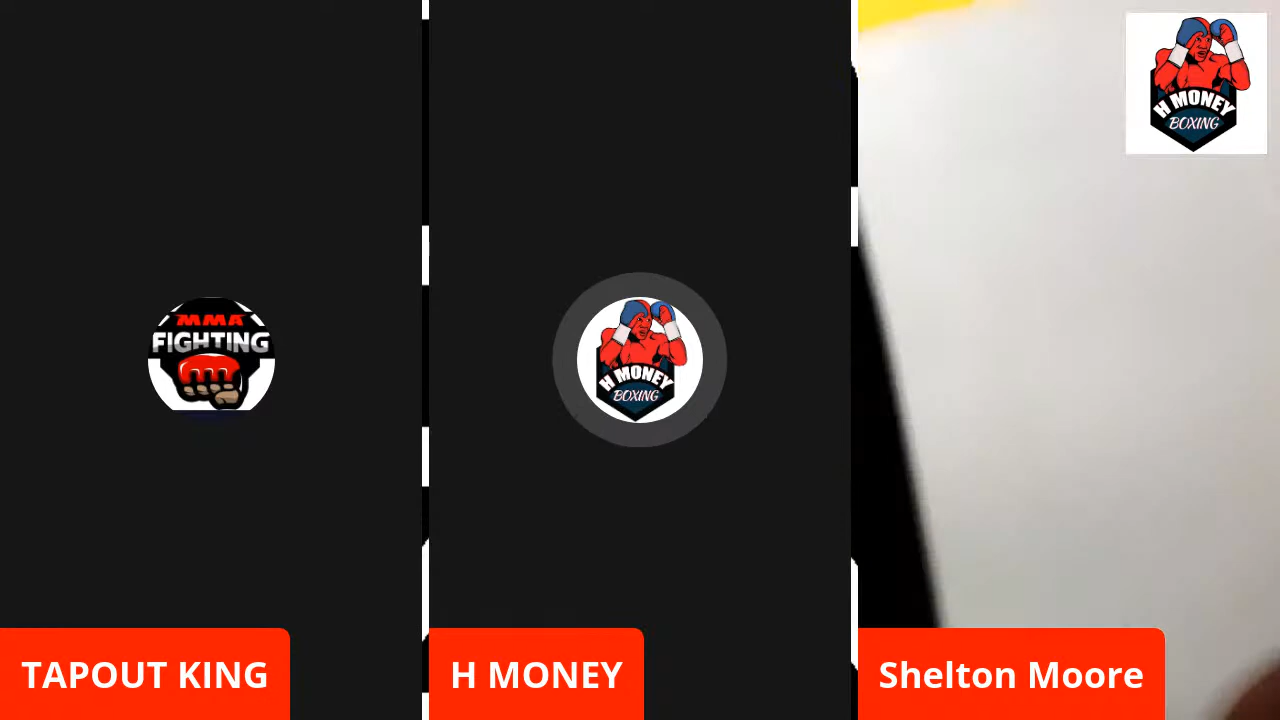 MMA
FIGHTING
H MONEY
BOXING
H MONEY
BOXING
TAPOUT KING
H MONEY
Shelton Moore